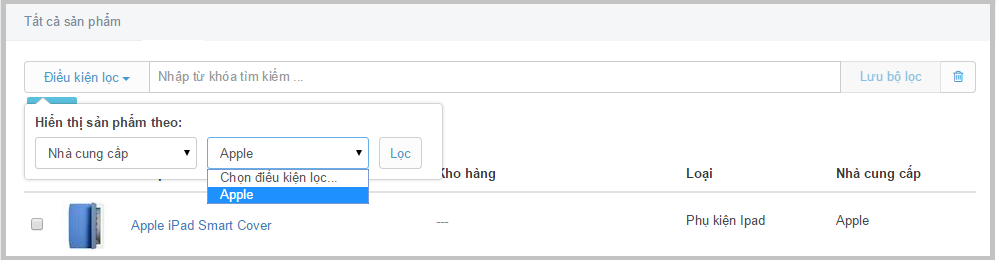 Tất cả sản phẩm
Điều kiện lọc Nhập từ khóa tìm kiếm ... Lưu bộ lọc
Hiển thị sản phẩm theo:
Nhà cung cấp Apple Lọc
Chọn điều kiện lọc...
Apple
Kho hàng Loại Nhà cung cấp
Apple iPad Smart Cover --- Phụ kiện Ipad Apple